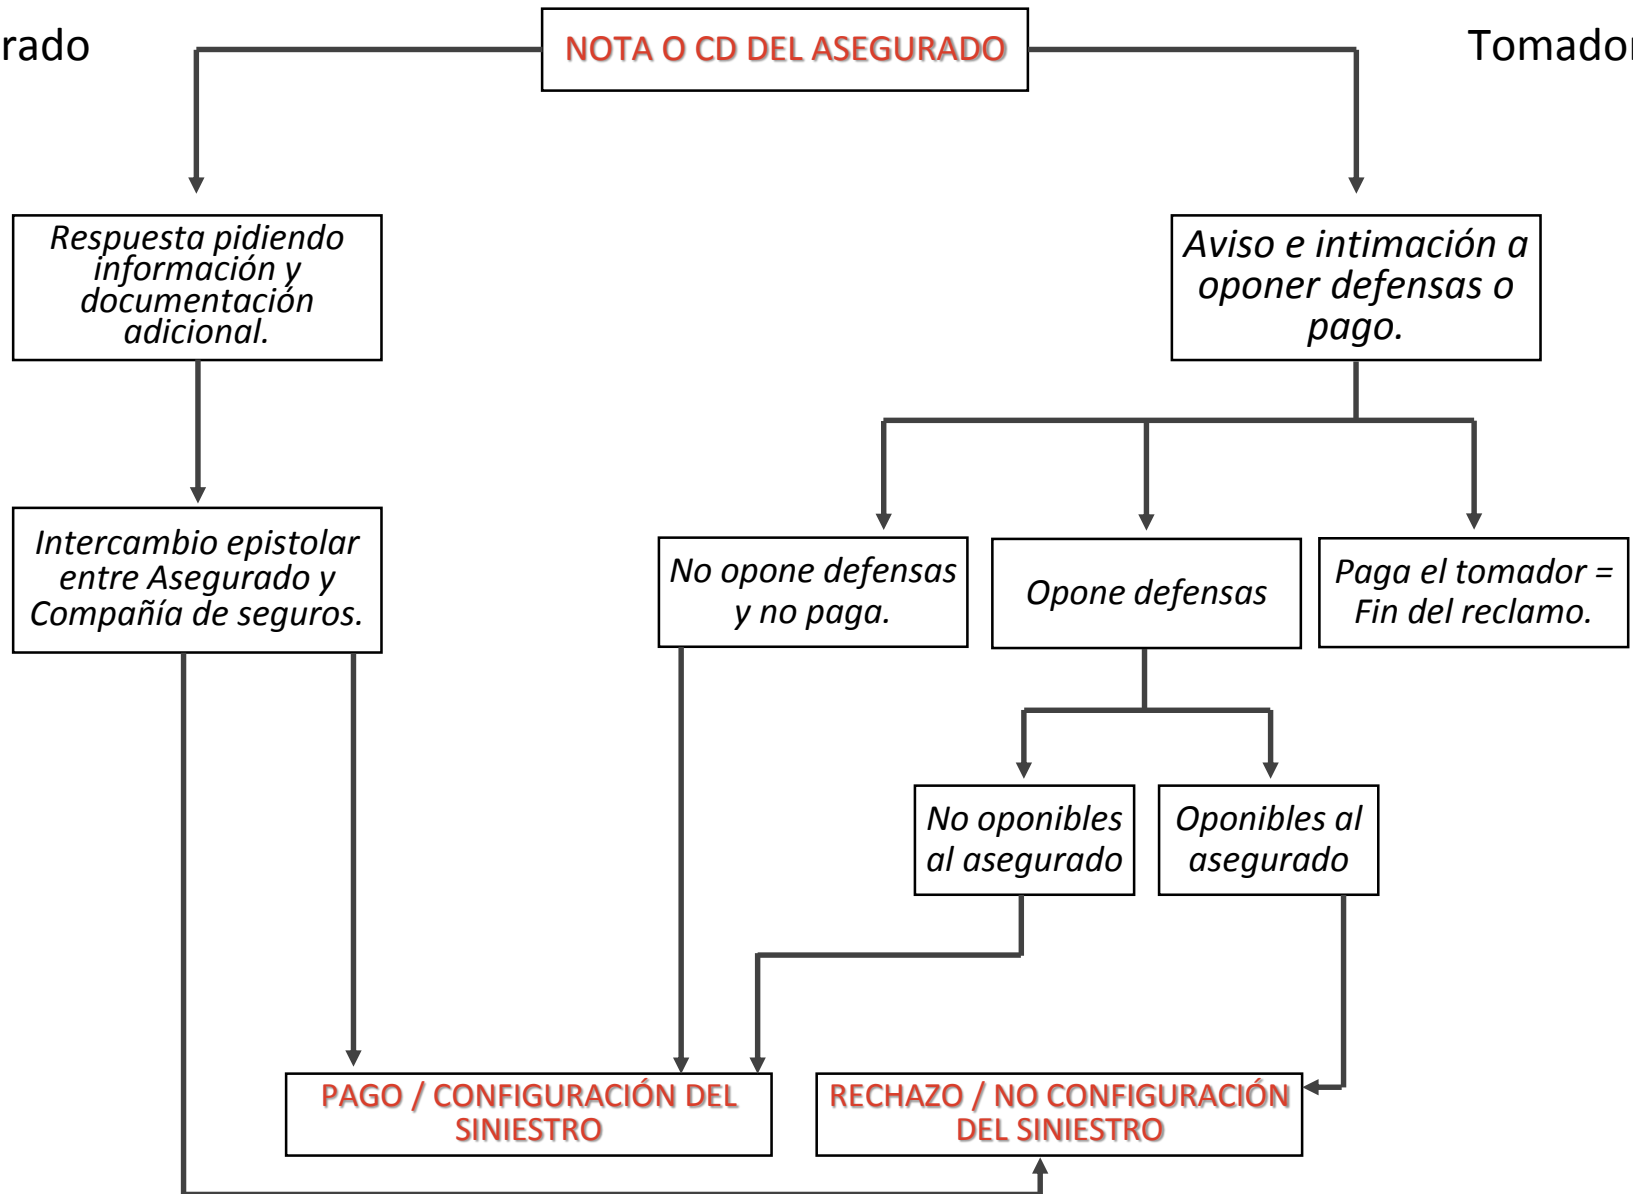 rado
NOTA O CD DEL ASEGURADO
Tomador
Respuesta pidiendo
información y
documentación
adicional.
Aviso e intimación a
oponer defensas o
pago.
Intercambio epistolar
entre Asegurado y
Compañía de seguros.
No opone defensas
y no paga.
Opone defensas
Paga el tomador =
Fin del reclamo.
No oponibles
al asegurado
Oponibles al
asegurado
PAGO / CONFIGURACIÓN DEL
SINIESTRO
RECHAZO / NO CONFIGURACIÓN
DEL SINIESTRO